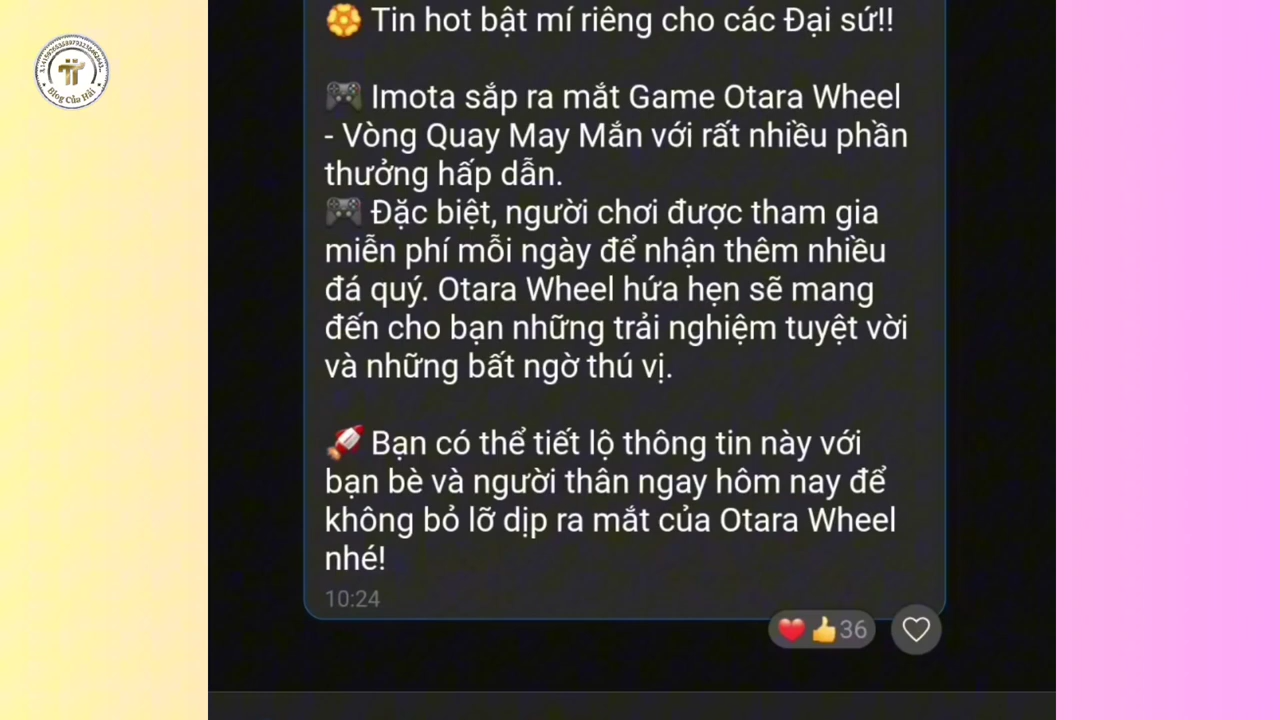 Tin hot bật mí riêng cho các Đại sứ!!
Imota sắp ra mắt Game Otara Wheel
- Vòng Quay May Mắn với rất nhiều phần
thưởng hấp dẫn.
Đặc biệt, người chơi được tham gia
miễn phí mỗi ngày để nhận thêm nhiều
đá quý. Otara Wheel hứa hẹn sẽ mang
đến cho bạn những trải nghiệm tuyệt vời
và những bất ngờ thú vị.
Bạn có thể tiết lộ thông tin này với
bạn bè và người thân ngay hôm nay để
không bỏ lỡ dịp ra mắt của Otara Wheel
nhé!
10:24
36
Blog Của Hải